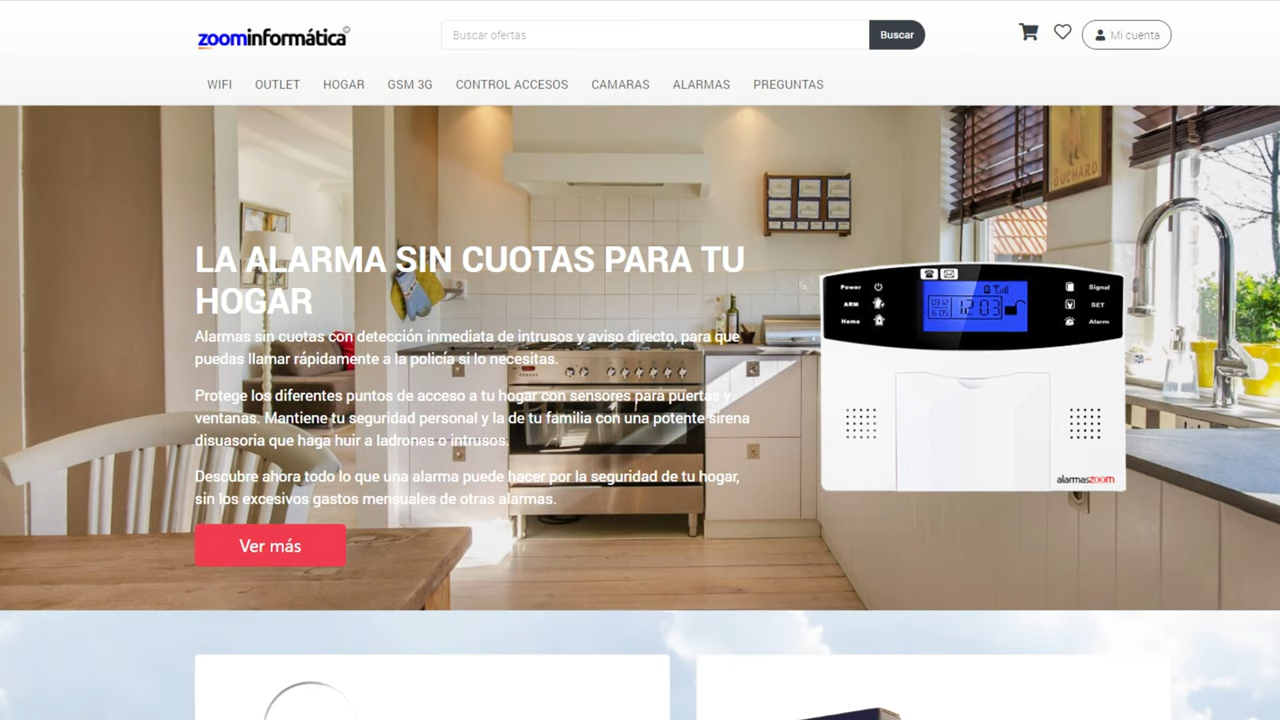 zoominformática©
Buscar ofertas
Buscar
Mi cuenta
WIFI OUTLET HOGAR GSM 3G CONTROL ACCESOS CAMARAS ALARMAS PREGUNTAS
BUCHARD
LA ALARMA SIN CUOTAS PARA TU
HOGAR
Alarmas sin cuotas con detección inmediata de intrusos y aviso directo, para que
puedas llamar rápidamente a la policía si lo necesitas.
Protege los diferentes puntos de acceso a tu hogar con sensores para puertas y
ventanas. Mantiene tu seguridad personal y la de tu familia con una potente sirena
disuasoria que haga huir a ladrones o intrusos.
Descubre ahora todo lo que una alarma puede hacer por la seguridad de tu hogar,
sin los excesivos gastos mensuales de otras alarmas.
Ver más
Power
ARM
Home
12:03
Signal
SET
Alarm
alarmaszoom